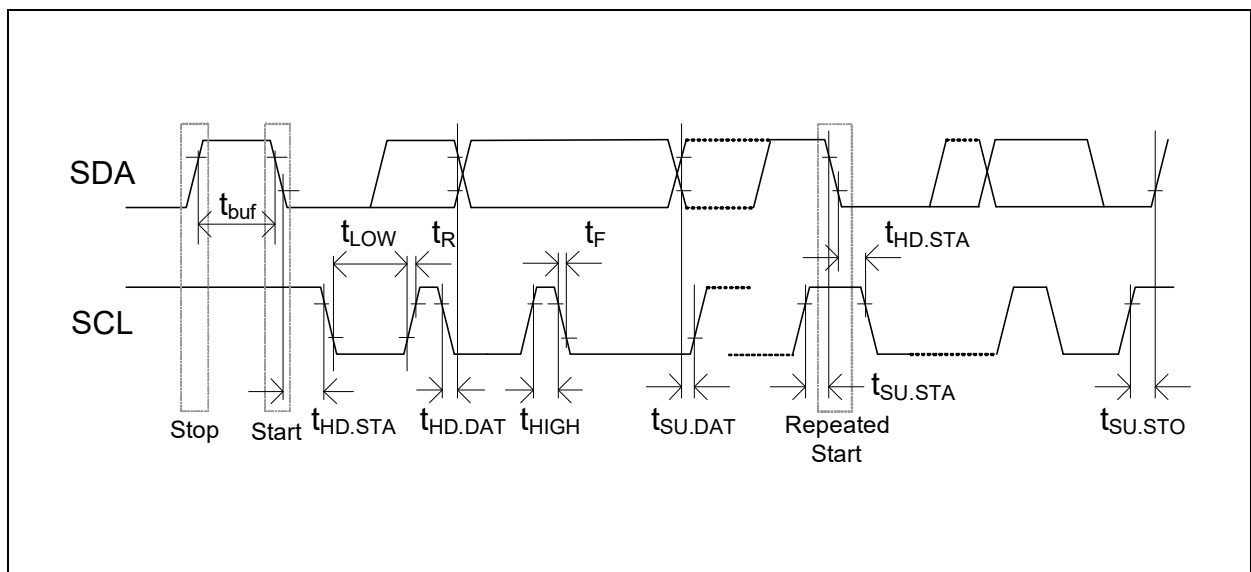 SDA
t_buf
t_LOW
t_R
t_F
t_HD.STA
SCL
t_HD.STA
t_HD.DAT
t_HIGH
t_SU.DAT
t_SU.STA
t_SU.STO
Stop
Start
Repeated
Start